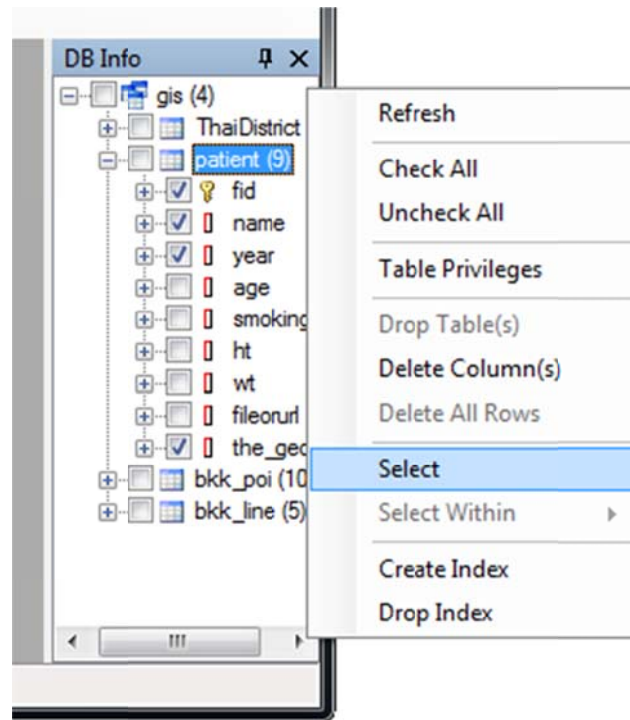 DB Info
gis (4)
ThaiDistrict
patient (9)
fid
name
year
age
smoking
ht
wt
fileorurl
the_geo
bkk_poi (10
bkk_line (5)
Refresh
Check All
Uncheck All
Table Privileges
Drop Table(s)
Delete Column(s)
Delete All Rows
Select
Select Within
Create Index
Drop Index